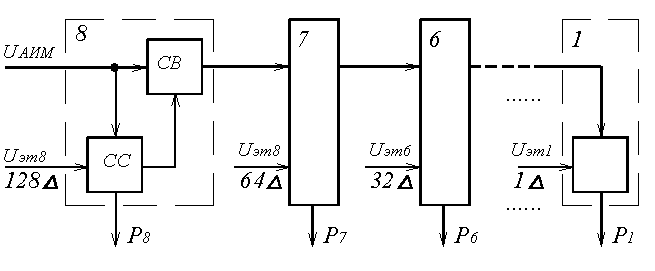 8
7
6
1
UАИМ
СВ
Uэт8
128Δ
СС
Uэт8
64Δ
Uэт6
32Δ
......
Uэт1
1Δ
......
P8
P7
P6
P1